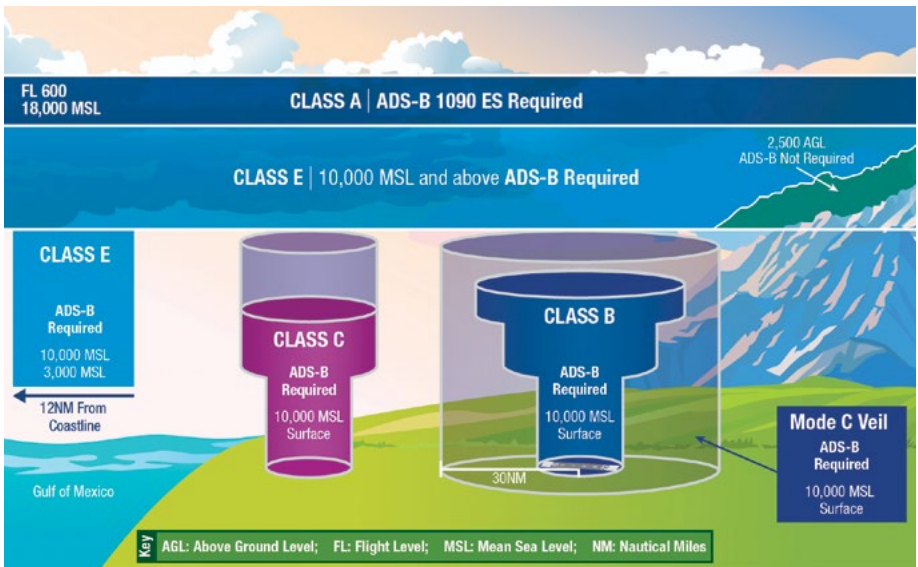 FL 600
18,000 MSL
CLASS A | ADS-B 1090 ES Required
2,500 AGL
ADS-B Not Required
CLASS E | 10,000 MSL and above ADS-B Required
CLASS E
ADS-B
Required
10,000 MSL
3,000 MSL
12NM From
Coastline
Gulf of Mexico
CLASS C
ADS-B
Required
10,000 MSL
Surface
CLASS B
ADS-B
Required
10,000 MSL
Surface
30NM
Mode C Veil
ADS-B
Required
10,000 MSL
Surface
Key
AGL: Above Ground Level; FL: Flight Level; MSL: Mean Sea Level; NM: Nautical Miles